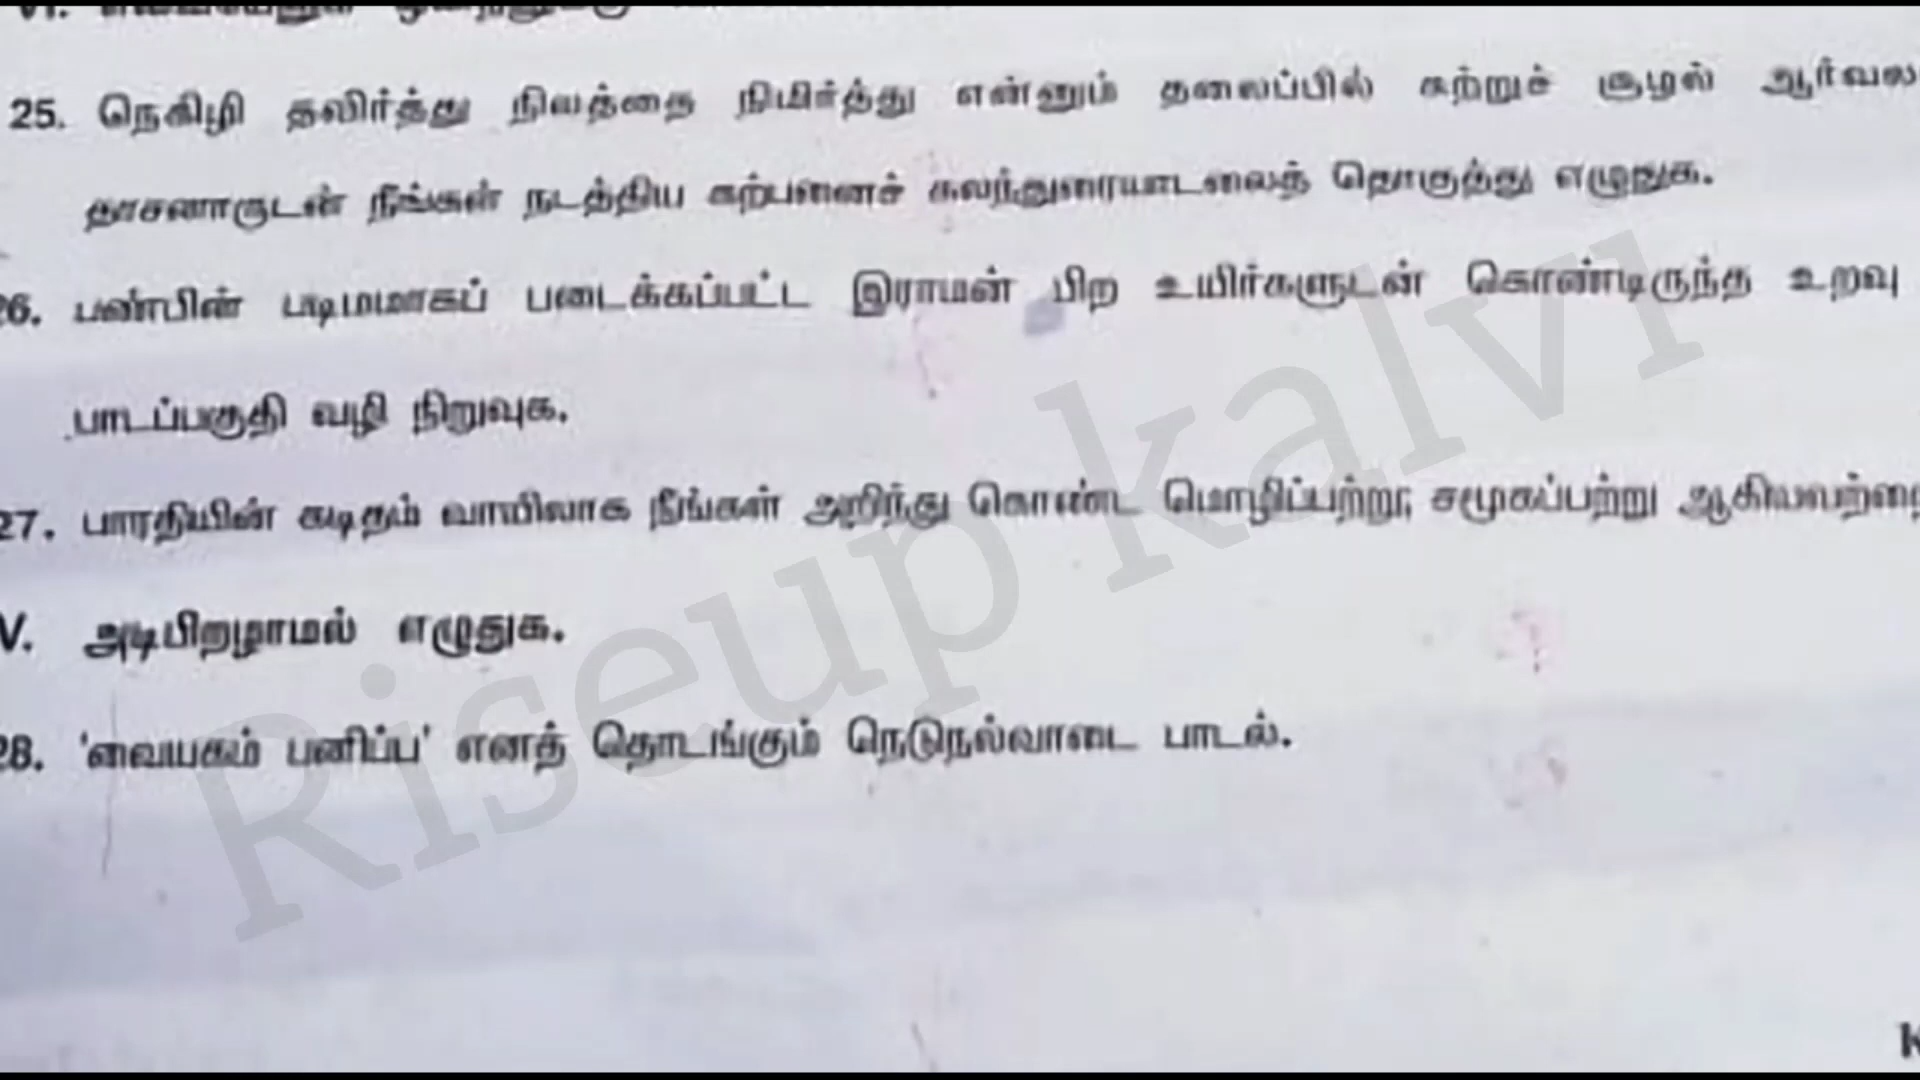 VI.
25. நெகிழி தவிர்த்து நிலத்தை நிமிர்த்து என்னும் தலைப்பில் சுற்றுச் சூழல் ஆர்வல
தாசனாருடன் நீங்கள் நடத்திய கற்பனைச் கலந்துரையாடலைத் தொகுத்து எழுதுக.
26. பண்பின் படிமமாகப் படைக்கப்பட்ட இராமன் பிற உயிர்களுடன் கொண்டிருந்த உறவு
பாடப்பகுதி வழி நிறுவுக.
27. பாரதியின் கடிதம் வாயிலாக நீங்கள் அறிந்து கொண்ட மொழிப்பற்று, சமூகப்பற்று ஆகியவற்றை
V. அடிபிறழாமல் எழுதுக.
28. 'வையகம் பனிப்ப' எனத் தொடங்கும் நெடுநல்வாடை பாடல்.
K
Riseup kalvi